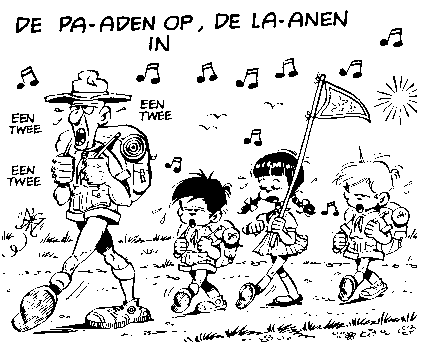 DE PA-ADEN OP, DE LA-ANEN
IN
EEN
TWEE
EEN
TWEE
EEN
TWEE